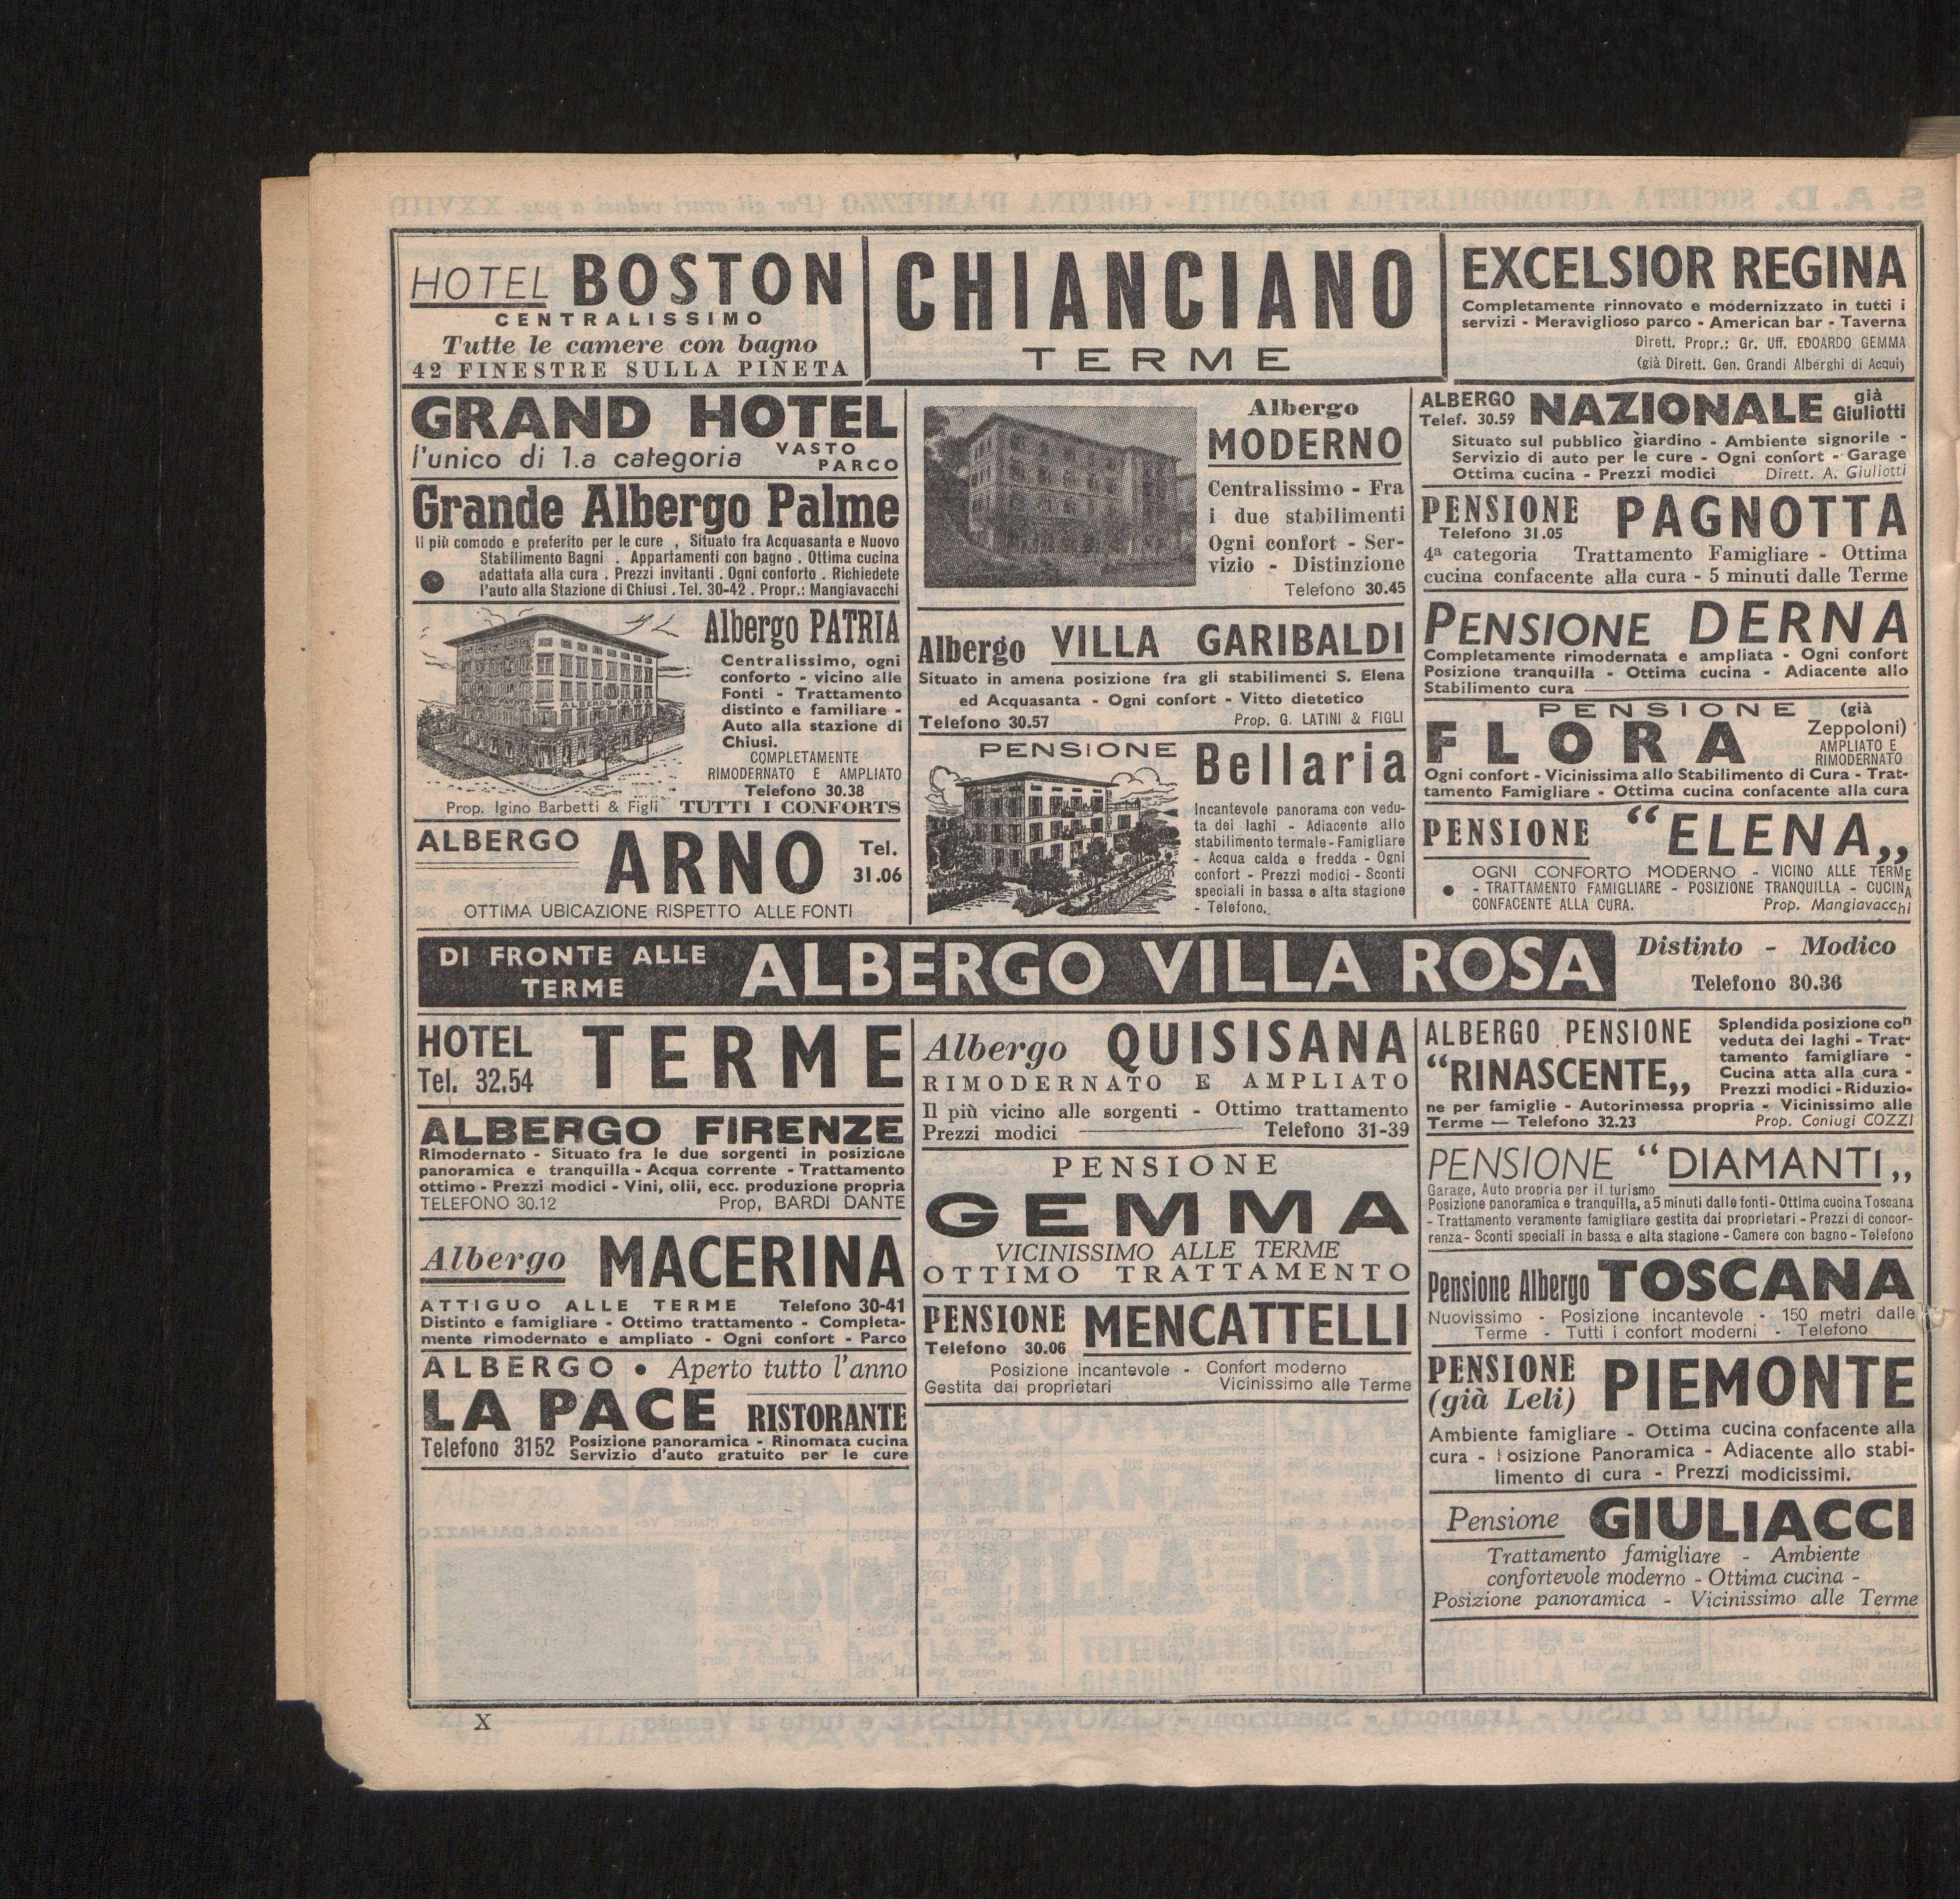 HOTEL BOSTON
CENTRALISSIMO
Tutte le camere con bagno
42 FINESTRE SULLA PINETA
CHIANCIANO
TERME
EXCELSIOR REGINA
Completamente rinnovato e modernizzato in tutti i
servizi - Meraviglioso parco - American bar - Taverna
Dirett. Propr.: Gr. Uff. EDOARDO GEMMA
(già Dirett. Gen. Grandi Alberghi di Acqui)
GRAND HOTEL
l'unico di 1.a categoria VASTO
PARCO
Grande Albergo Palme
Il più comodo e preferito per le cure , Situato fra Acquasanta e Nuovo
Stabilimento Bagni . Appartamenti con bagno . Ottima cucina
adattata alla cura . Prezzi invitanti . Ogni conforto . Richiedete
l'auto alla Stazione di Chiusi . Tel. 30-42 . Propr.: Mangiavacchi
ALBERGO PATRIA
Albergo PATRIA
Centralissimo, ogni
conforto - vicino alle
Fonti - Trattamento
distinto e familiare -
Auto alla stazione di
Chiusi.
COMPLETAMENTE
RIMODERNATO E AMPLIATO
Telefono 30.38
Prop. Igino Barbetti & Figli TUTTI I CONFORTS
ALBERGO ARNO Tel.
31.06
OTTIMA UBICAZIONE RISPETTO ALLE FONTI
Albergo
MODERNO
Centralissimo - Fra
i due stabilimenti
Ogni confort - Ser-
vizio - Distinzione
Telefono 30.45
Albergo VILLA GARIBALDI
Situato in amena posizione fra gli stabilimenti S. Elena
ed Acquasanta - Ogni confort - Vitto dietetico
Telefono 30.57 Prop. G. LATINI & FIGLI
PENSIONE Bellaria
Incantevole panorama con vedu-
ta dei laghi - Adiacente allo
stabilimento termale - Famigliare
- Acqua calda e fredda - Ogni
confort - Prezzi modici - Sconti
speciali in bassa e alta stagione
- Telefono.
ALBERGO NAZIONALE già
Telef. 30.59 Giuliotti
Situato sul pubblico giardino - Ambiente signorile -
Servizio di auto per le cure - Ogni confort - Garage
Ottima cucina - Prezzi modici Dirett. A. Giuliotti
PENSIONE PAGNOTTA
Telefono 31.05
4ª categoria Trattamento Famigliare - Ottima
cucina confacente alla cura - 5 minuti dalle Terme
PENSIONE DERNA
Completamente rimodernata e ampliata - Ogni confort
Posizione tranquilla - Ottima cucina - Adiacente allo
Stabilimento cura
PENSIONE (già
FLORA Zeppoloni)
AMPLIATO E
RIMODERNATO
Ogni confort - Vicinissima allo Stabilimento di Cura - Trat-
tamento Famigliare - Ottima cucina confacente alla cura
PENSIONE “ELENA„
OGNI CONFORTO MODERNO - VICINO ALLE TERME
- TRATTAMENTO FAMIGLIARE - POSIZIONE TRANQUILLA - CUCINA
CONFACENTE ALLA CURA. Prop. Mangiavacchi
DI FRONTE ALLE
TERME
ALBERGO VILLA ROSA
Distinto - Modico
Telefono 30.36
HOTEL TERME
Tel. 32.54
ALBERGO FIRENZE
Rimodernato - Situato fra le due sorgenti in posizione
panoramica e tranquilla - Acqua corrente - Trattamento
ottimo - Prezzi modici - Vini, olii, ecc. produzione propria
TELEFONO 30.12 Prop, BARDI DANTE
Albergo MACERINA
ATTIGUO ALLE TERME Telefono 30-41
Distinto e famigliare - Ottimo trattamento - Completa-
mente rimodernato e ampliato - Ogni confort - Parco
ALBERGO • Aperto tutto l'anno
LA PACE RISTORANTE
Telefono 3152 Posizione panoramica - Rinomata cucina
Servizio d'auto gratuito per le cure
Albergo QUISISANA
RIMODERNATO E AMPLIATO
Il più vicino alle sorgenti - Ottimo trattamento
Prezzi modici Telefono 31-39
PENSIONE
GEMMA
VICINISSIMO ALLE TERME
OTTIMO TRATTAMENTO
PENSIONE MENCATTELLI
Telefono 30.06
Posizione incantevole - Confort moderno
Gestita dai proprietari Vicinissimo alle Terme
ALBERGO PENSIONE
“RINASCENTE„
Splendida posizione con
veduta dei laghi - Trat-
tamento famigliare -
Cucina atta alla cura -
Prezzi modici - Riduzio-
ne per famiglie - Autorimessa propria - Vicinissimo alle
Terme — Telefono 32.23 Prop. Coniugi COZZI
PENSIONE “DIAMANTI„
Garage, Auto propria per il turismo
Posizione panoramica e tranquilla, a 5 minuti dalle fonti - Ottima cucina Toscana
- Trattamento veramente famigliare gestita dai proprietari - Prezzi di concor-
renza - Sconti speciali in bassa e alta stagione - Camere con bagno - Telefono
Pensione Albergo TOSCANA
Nuovissimo - Posizione incantevole - 150 metri dalle
Terme - Tutti i confort moderni - Telefono
PENSIONE PIEMONTE
(già Leli)
Ambiente famigliare - Ottima cucina confacente alla
cura - Posizione Panoramica - Adiacente allo stabi-
limento di cura - Prezzi modicissimi.
Pensione GIULIACCI
Trattamento famigliare - Ambiente
confortevole moderno - Ottima cucina -
Posizione panoramica - Vicinissimo alle Terme
X